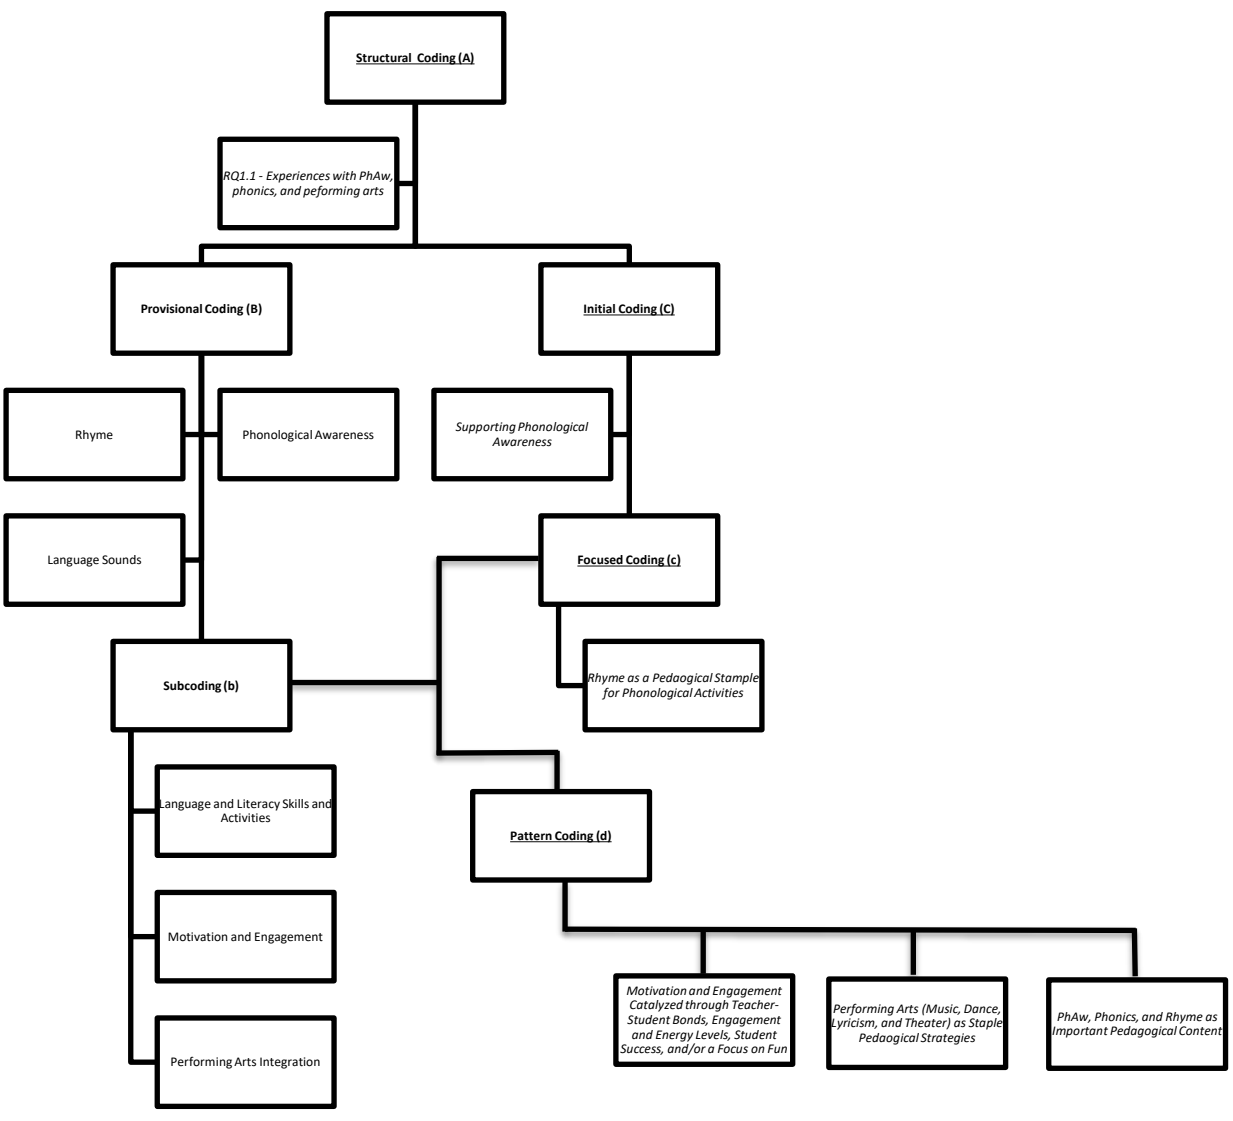 Structural Coding (A)
RQ1.1 - Experiences with PhAw,
phonics, and peforming arts
Provisional Coding (B)
Initial Coding (C)
Rhyme
Phonological Awareness
Supporting Phonological
Awareness
Language Sounds
Focused Coding (c)
Subcoding (b)
Rhyme as a Pedaogical Stample
for Phonological Activities
Language and Literacy Skills and
Activities
Pattern Coding (d)
Motivation and Engagement
Motivation and Engagement
Catalyzed through Teacher-
Student Bonds, Engagement
and Energy Levels, Student
Success, and/or a Focus on Fun
Performing Arts (Music, Dance,
Lyricism, and Theater) as Staple
Pedaogical Strategies
PhAw, Phonics, and Rhyme as
Important Pedagogical Content
Performing Arts Integration